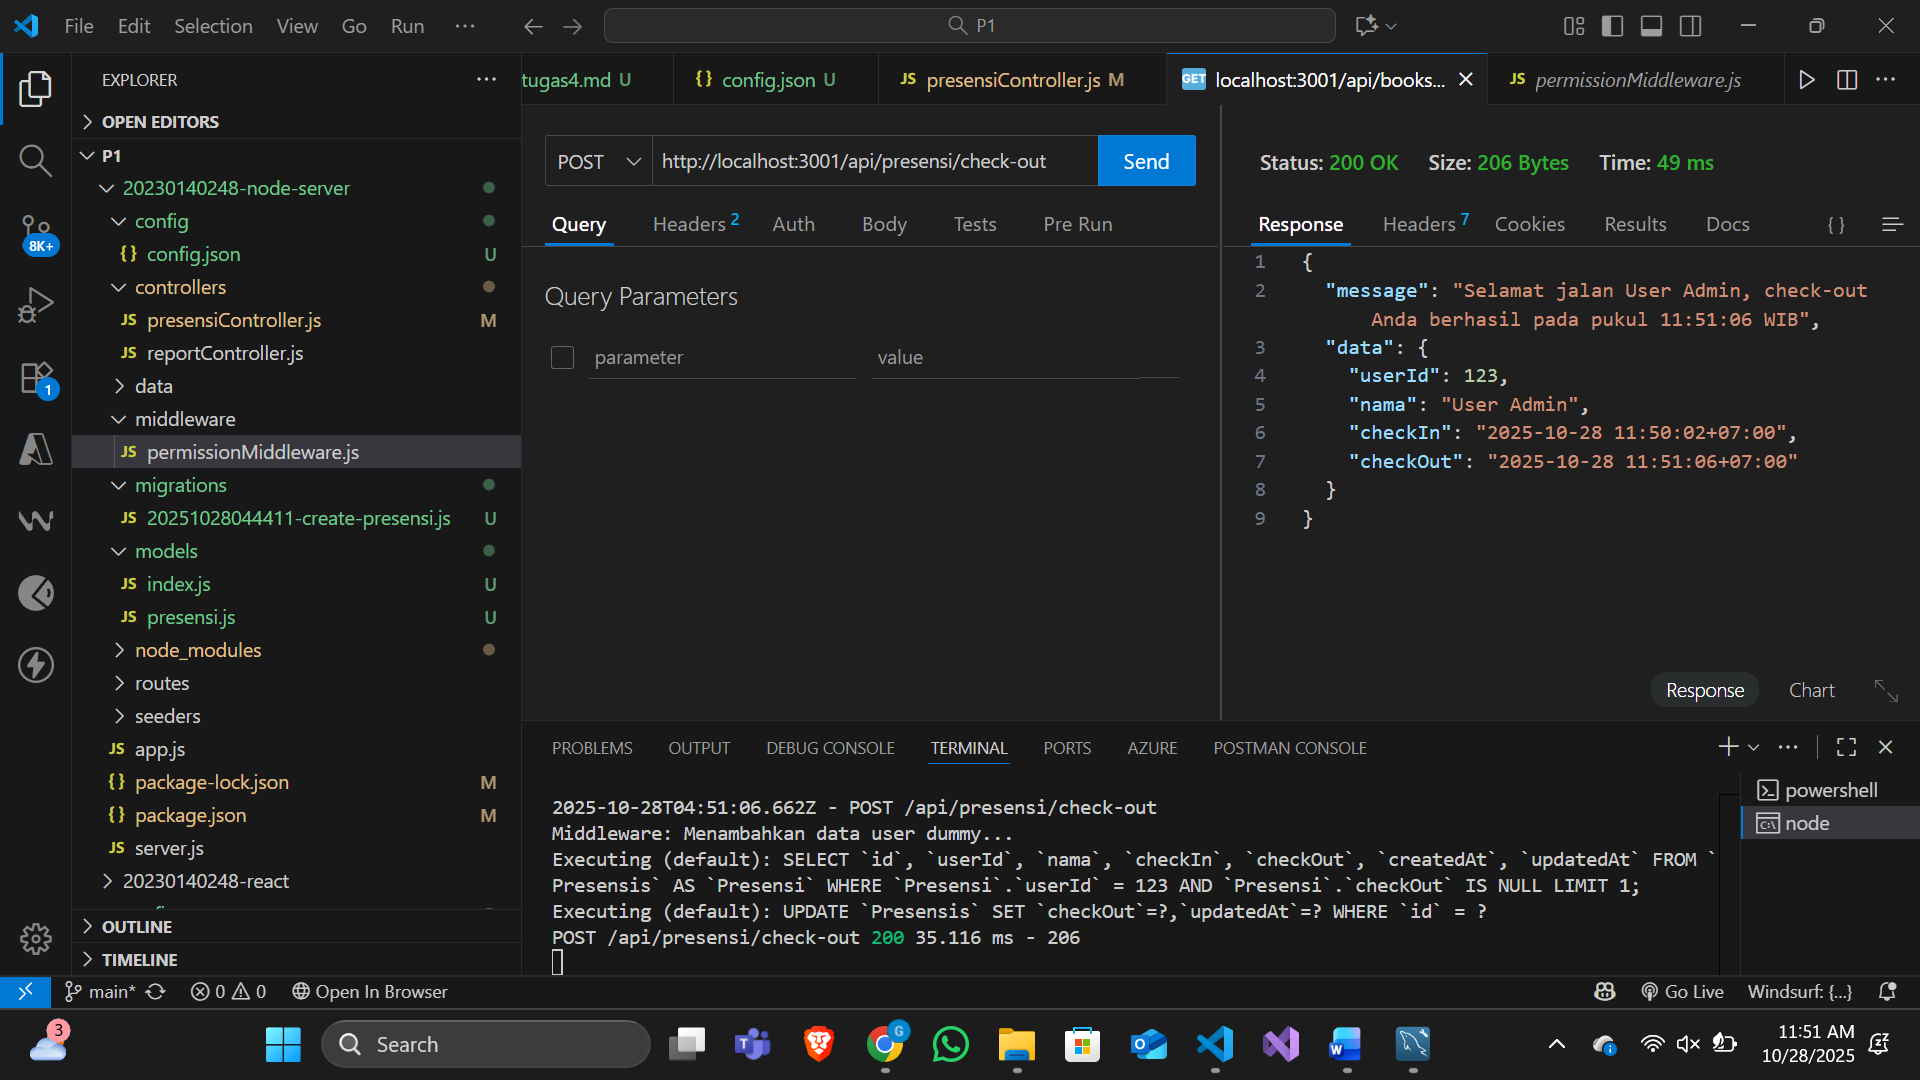 File Edit Selection View Go Run ··· P1
EXPLORER ···
tugas4.md U
{} config.json U
JS presensiController.js M
GET localhost:3001/api/books...
JS permissionMiddleware.js
OPEN EDITORS
P1
20230140248-node-server
config
{} config.json U
controllers
JS presensiController.js M
JS reportController.js
data
middleware
JS permissionMiddleware.js
migrations
JS 20251028044411-create-presensi.js U
models
JS index.js U
JS presensi.js U
node_modules
routes
seeders
JS app.js
{} package-lock.json M
{} package.json M
JS server.js
20230140248-react
OUTLINE
TIMELINE
8K+
1
POST http://localhost:3001/api/presensi/check-out Send
Query Headers 2 Auth Body Tests Pre Run
Query Parameters
parameter value
Status: 200 OK Size: 206 Bytes Time: 49 ms
Response Headers 7 Cookies Results Docs {}
1 {
2 "message": "Selamat jalan User Admin, check-out
Anda berhasil pada pukul 11:51:06 WIB",
3 "data": {
4 "userId": 123,
5 "nama": "User Admin",
6 "checkIn": "2025-10-28 11:50:02+07:00",
7 "checkOut": "2025-10-28 11:51:06+07:00"
8 }
9 }
Response Chart
PROBLEMS OUTPUT DEBUG CONSOLE TERMINAL PORTS AZURE POSTMAN CONSOLE
2025-10-28T04:51:06.662Z - POST /api/presensi/check-out
Middleware: Menambahkan data user dummy...
Executing (default): SELECT `id`, `userId`, `nama`, `checkIn`, `checkOut`, `createdAt`, `updatedAt` FROM `
Presensis` AS `Presensi` WHERE `Presensi`.`userId` = 123 AND `Presensi`.`checkOut` IS NULL LIMIT 1;
Executing (default): UPDATE `Presensis` SET `checkOut`=?,`updatedAt`=? WHERE `id` = ?
POST /api/presensi/check-out 200 35.116 ms - 206
powershell
node
main* 0 0 Open In Browser Go Live Windsurf: {...}
3
Search
11:51 AM
10/28/2025